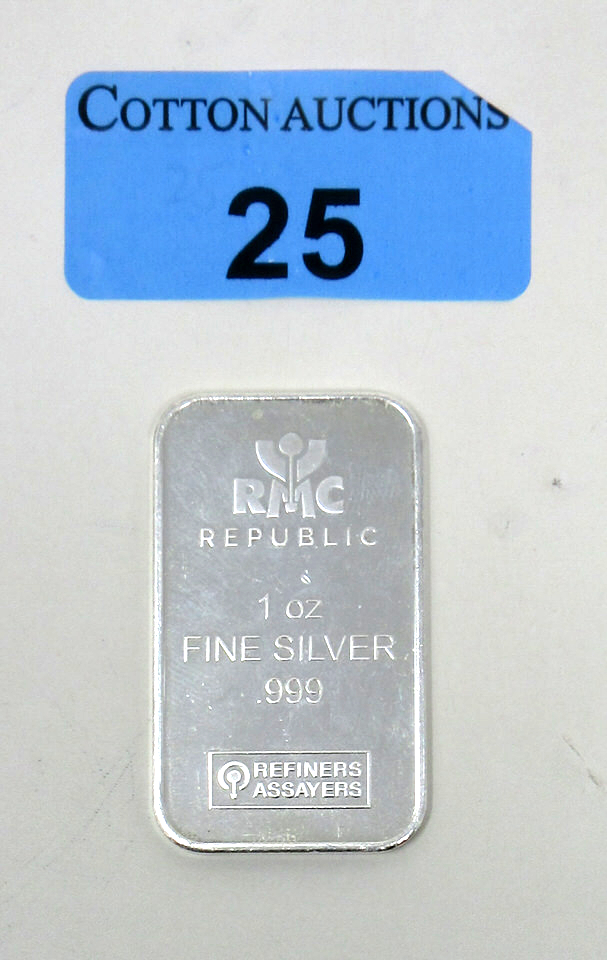 COTTON AUCTIONS
25
RMC
REPUBLIC
1 oz
FINE SILVER
.999
REFINERS
ASSAYERS